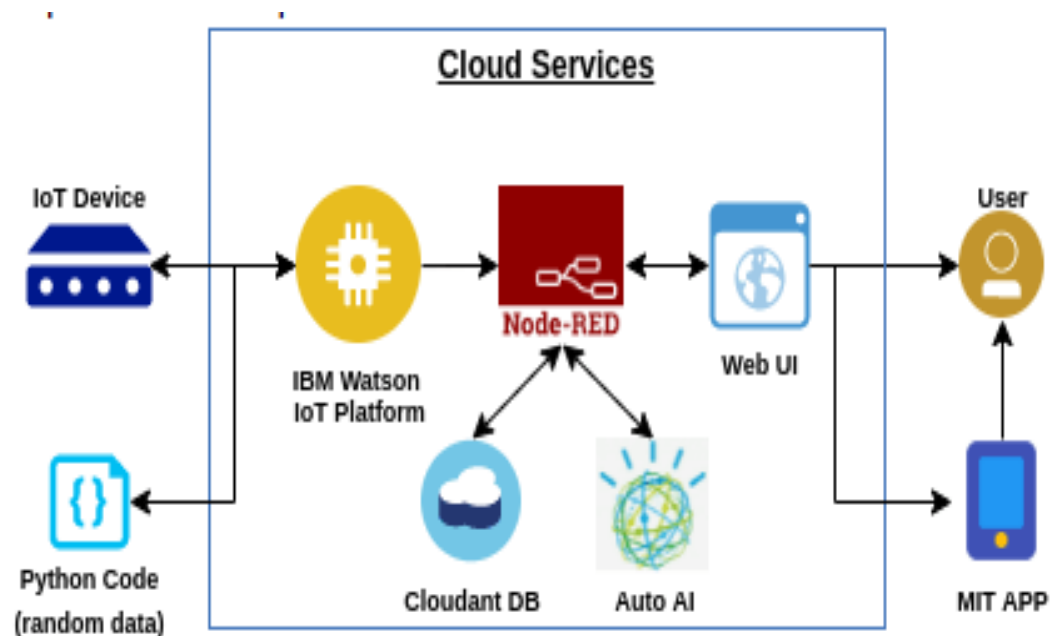 Cloud Services
IoT Device
User
Node-RED
Web UI
IBM Watson
IoT Platform
Python Code
(random data)
Cloudant DB
Auto AI
MIT APP